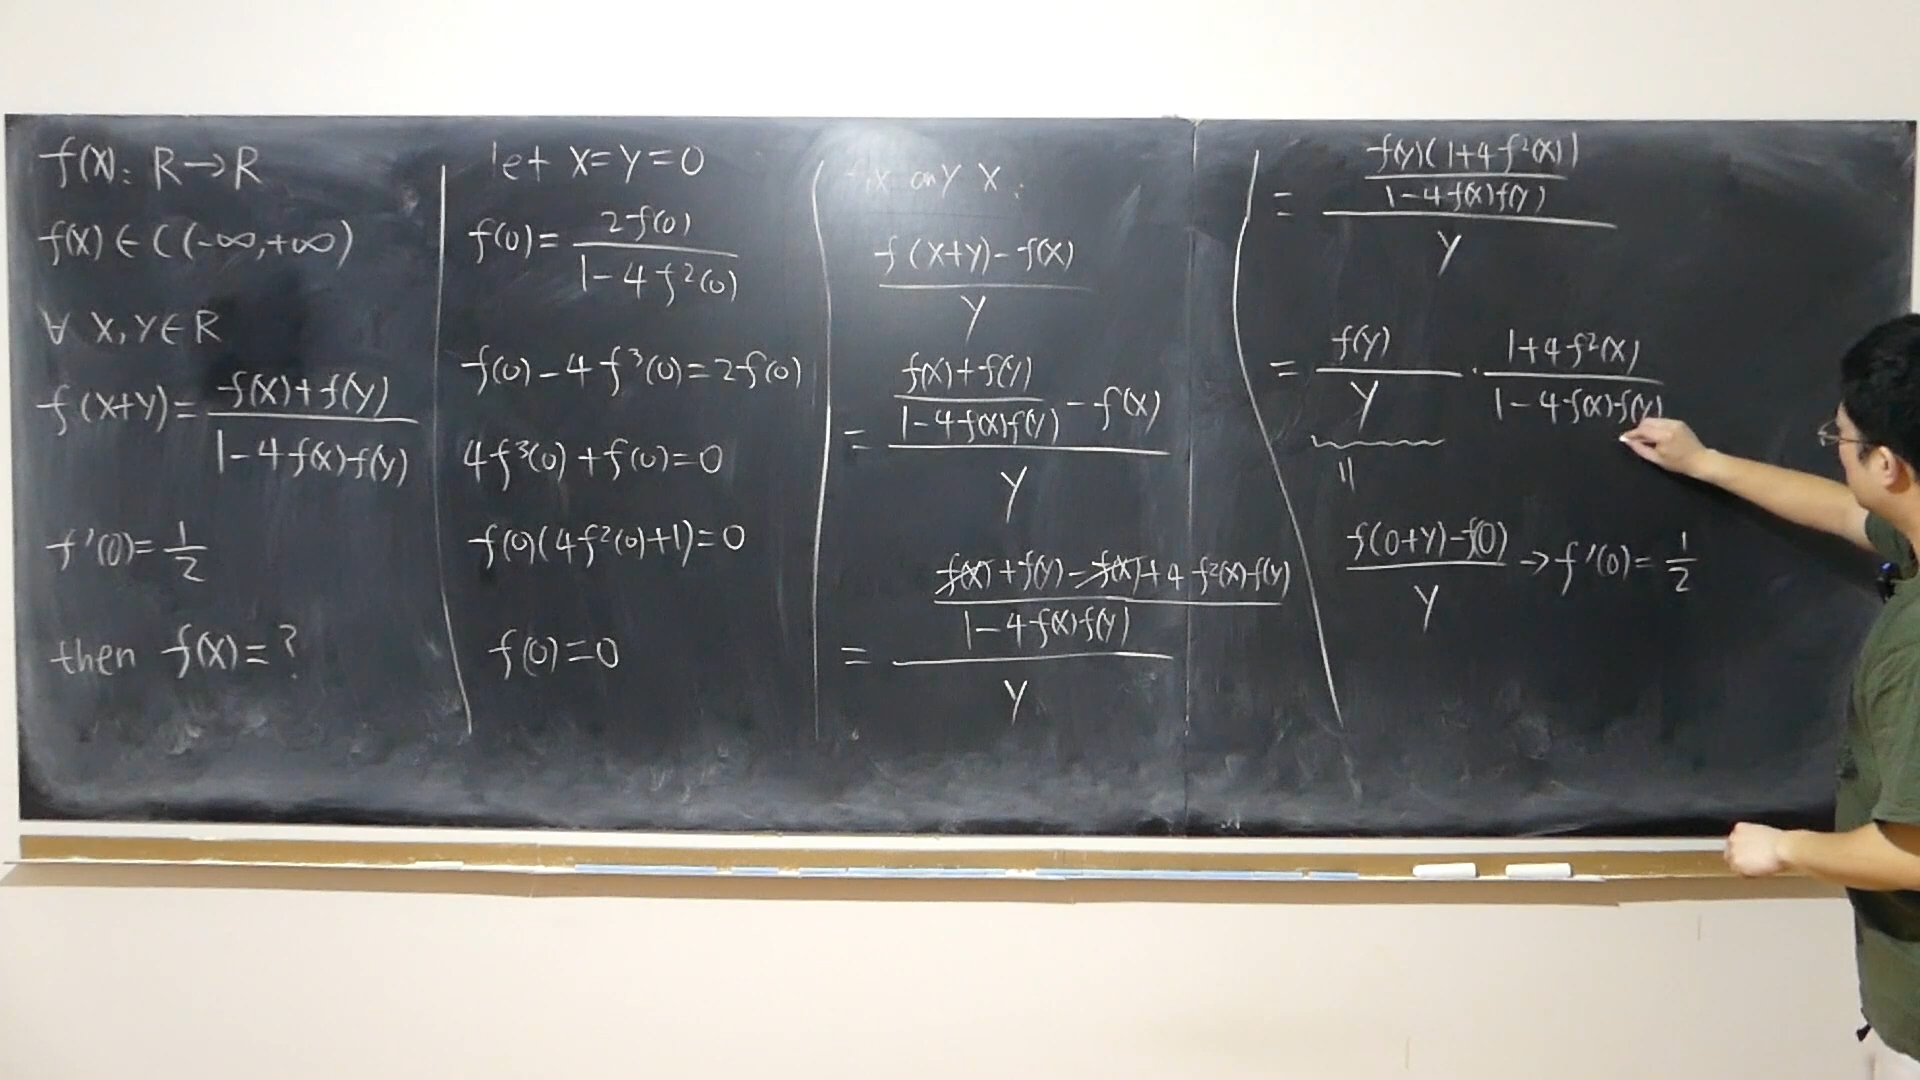 f(x): R→R
f(x)∈C(-∞,+∞)
∀ x,y∈R
f(x+y)= (f(x)+f(y))/(1-4f(x)f(y))
f'(0)= 1/2
then f(x)=?
let x=y=0
f(0)= 2f(0)/(1-4f²(0))
f(0)-4f³(0)=2f(0)
4f³(0)+f(0)=0
f(0)(4f²(0)+1)=0
f(0)=0
fix any x:
(f(x+y)-f(x))/y
= ((f(x)+f(y))/(1-4f(x)f(y)) - f(x))/y
= ((f(x)+f(y)-f(x)+4f²(x)f(y))/(1-4f(x)f(y)))/y
= (f(y)(1+4f²(x))/(1-4f(x)f(y)))/y
= f(y)/y · (1+4f²(x))/(1-4f(x)f(y))
||
(f(0+y)-f(0))/y → f'(0)= 1/2